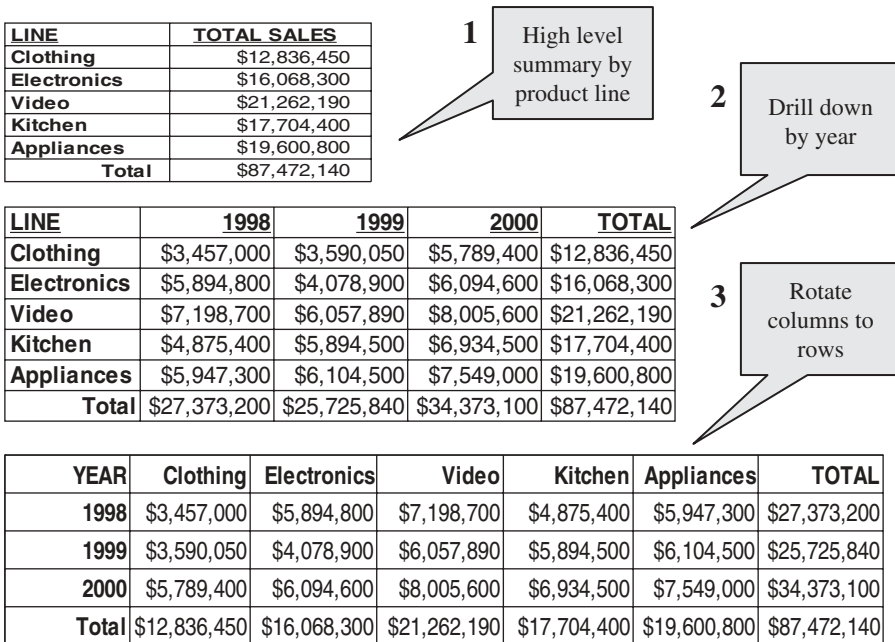 LINE TOTAL SALES
Clothing $12,836,450
Electronics $16,068,300
Video $21,262,190
Kitchen $17,704,400
Appliances $19,600,800
Total $87,472,140
1
High level
summary by
product line
2
Drill down
by year
LINE 1998 1999 2000 TOTAL
Clothing $3,457,000 $3,590,050 $5,789,400 $12,836,450
Electronics $5,894,800 $4,078,900 $6,094,600 $16,068,300
Video $7,198,700 $6,057,890 $8,005,600 $21,262,190
Kitchen $4,875,400 $5,894,500 $6,934,500 $17,704,400
Appliances $5,947,300 $6,104,500 $7,549,000 $19,600,800
Total $27,373,200 $25,725,840 $34,373,100 $87,472,140
3
Rotate
columns to
rows
YEAR Clothing Electronics Video Kitchen Appliances TOTAL
1998 $3,457,000 $5,894,800 $7,198,700 $4,875,400 $5,947,300 $27,373,200
1999 $3,590,050 $4,078,900 $6,057,890 $5,894,500 $6,104,500 $25,725,840
2000 $5,789,400 $6,094,600 $8,005,600 $6,934,500 $7,549,000 $34,373,100
Total $12,836,450 $16,068,300 $21,262,190 $17,704,400 $19,600,800 $87,472,140